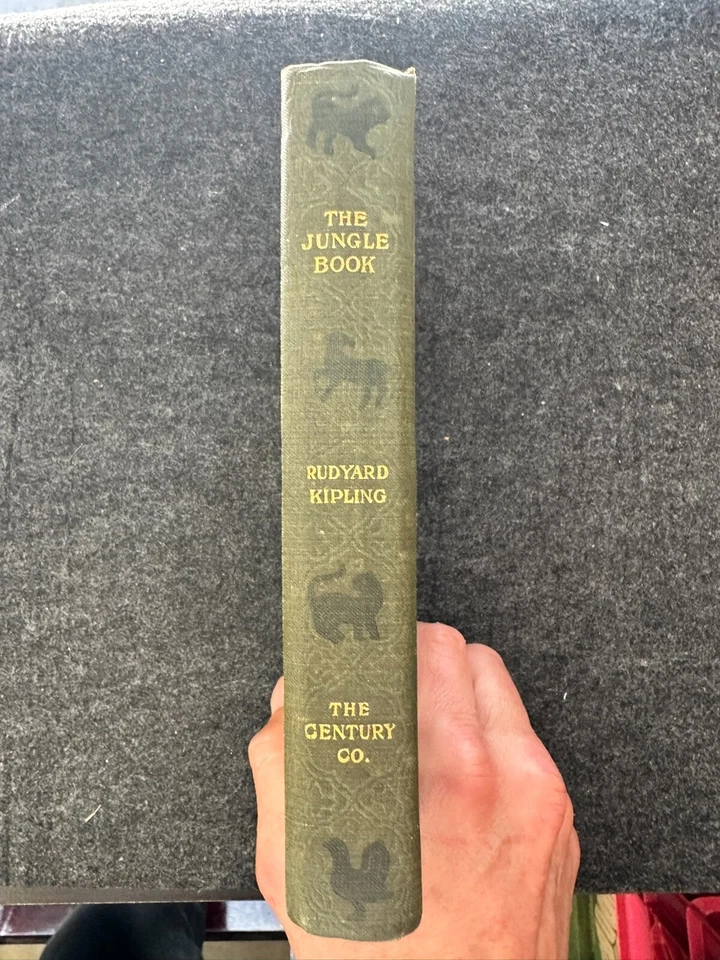 THE
JUNGLE
BOOK
RUDYARD
KIPLING
THE
CENTURY
CO.